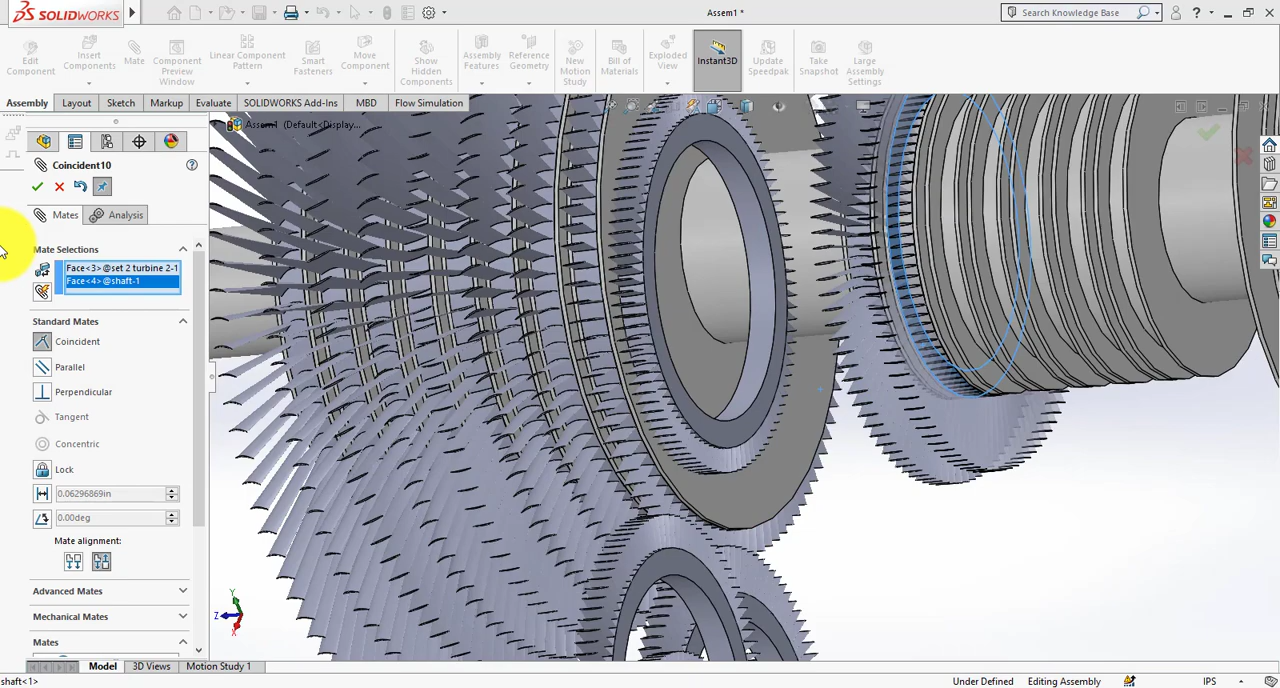 SOLIDWORKS
Assem1 *
Search Knowledge Base
Edit Component
Insert Components
Mate
Component Preview Window
Linear Component Pattern
Smart Fasteners
Move Component
Show Hidden Components
Assembly Features
Reference Geometry
New Motion Study
Bill of Materials
Exploded View
Instant3D
Update Speedpak
Take Snapshot
Large Assembly Settings
Assembly
Layout
Sketch
Markup
Evaluate
SOLIDWORKS Add-Ins
MBD
Flow Simulation
Assem1 (Default<Display...
Coincident10
Mates
Analysis
Mate Selections
Face<3>@set 2 turbine 2-1
Face<4>@shaft-1
Standard Mates
Coincident
Parallel
Perpendicular
Tangent
Concentric
Lock
0.06296869in
0.00deg
Mate alignment:
Advanced Mates
Mechanical Mates
Mates
Y
Z
X
Model
3D Views
Motion Study 1
shaft<1>
Under Defined
Editing Assembly
IPS